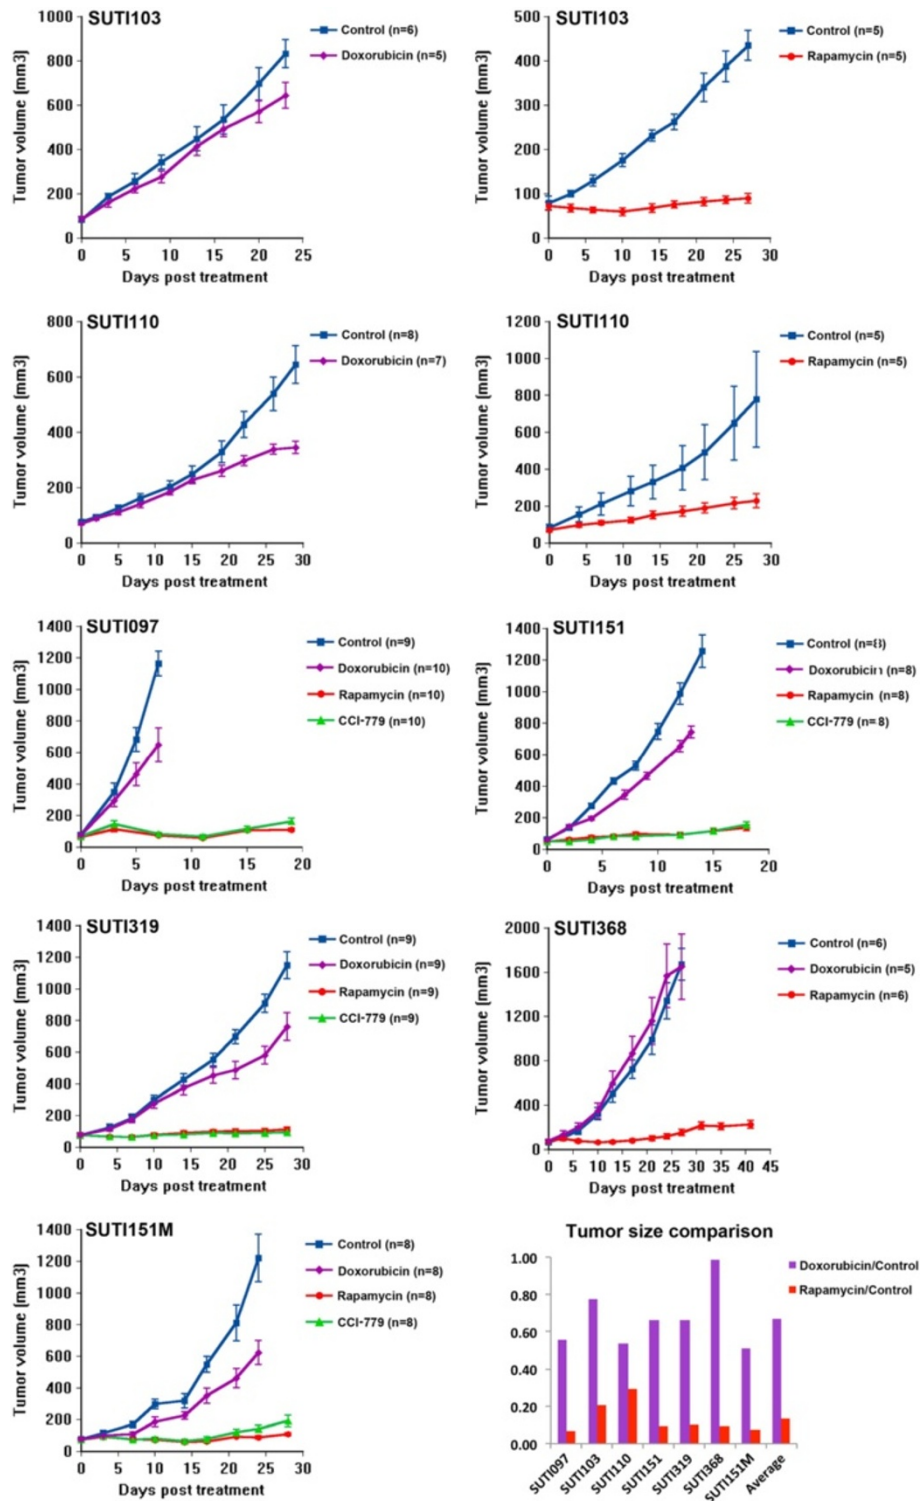 SUTI103
Control (n=6)
Doxorubicin (n=5)
Tumor volume (mm3)
1000
800
600
400
200
0
0 5 10 15 20 25
Days post treatment
SUTI103
Control (n=5)
Rapamycin (n=5)
Tumor volume (mm3)
500
400
300
200
100
0
0 5 10 15 20 25 30
Days post treatment
SUTI110
Control (n=8)
Doxorubicin (n=7)
Tumor volume (mm3)
800
600
400
200
0
0 5 10 15 20 25 30
Days post treatment
SUTI110
Control (n=5)
Rapamycin (n=5)
Tumor volume (mm3)
1200
1000
800
600
400
200
0
0 5 10 15 20 25 30
Days post treatment
SUTI097
Control (n=9)
Doxorubicin (n=10)
Rapamycin (n=10)
CCI-779 (n=10)
Tumor volume (mm3)
1400
1200
1000
800
600
400
200
0
0 5 10 15 20
Days post treatment
SUTI151
Control (n=8)
Doxorubicin (n=8)
Rapamycin (n=8)
CCI-779 (n=8)
Tumor volume (mm3)
1400
1200
1000
800
600
400
200
0
0 5 10 15 20
Days post treatment
SUTI319
Control (n=9)
Doxorubicin (n=9)
Rapamycin (n=9)
CCI-779 (n=9)
Tumor volume (mm3)
1400
1200
1000
800
600
400
200
0
0 5 10 15 20 25 30
Days post treatment
SUTI368
Control (n=6)
Doxorubicin (n=5)
Rapamycin (n=6)
Tumor volume (mm3)
2000
1600
1200
800
400
0
0 5 10 15 20 25 30 35 40 45
Days post treatment
SUTI151M
Control (n=8)
Doxorubicin (n=8)
Rapamycin (n=8)
CCI-779 (n=8)
Tumor volume (mm3)
1400
1200
1000
800
600
400
200
0
0 5 10 15 20 25 30
Days post treatment
Tumor size comparison
Doxorubicin/Control
Rapamycin/Control
1.00
0.80
0.60
0.40
0.20
0.00
SUTI097
SUTI103
SUTI110
SUTI151
SUTI319
SUTI368
SUTI151M
Average